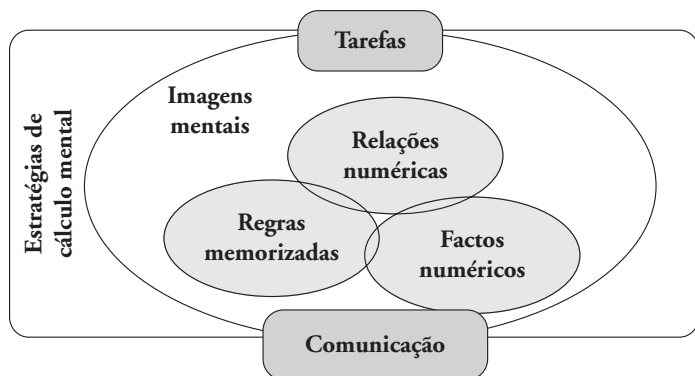 Tarefas
Estratégias de
cálculo mental
Imagens
mentais
Relações
numéricas
Regras
memorizadas
Factos
numéricos
Comunicação